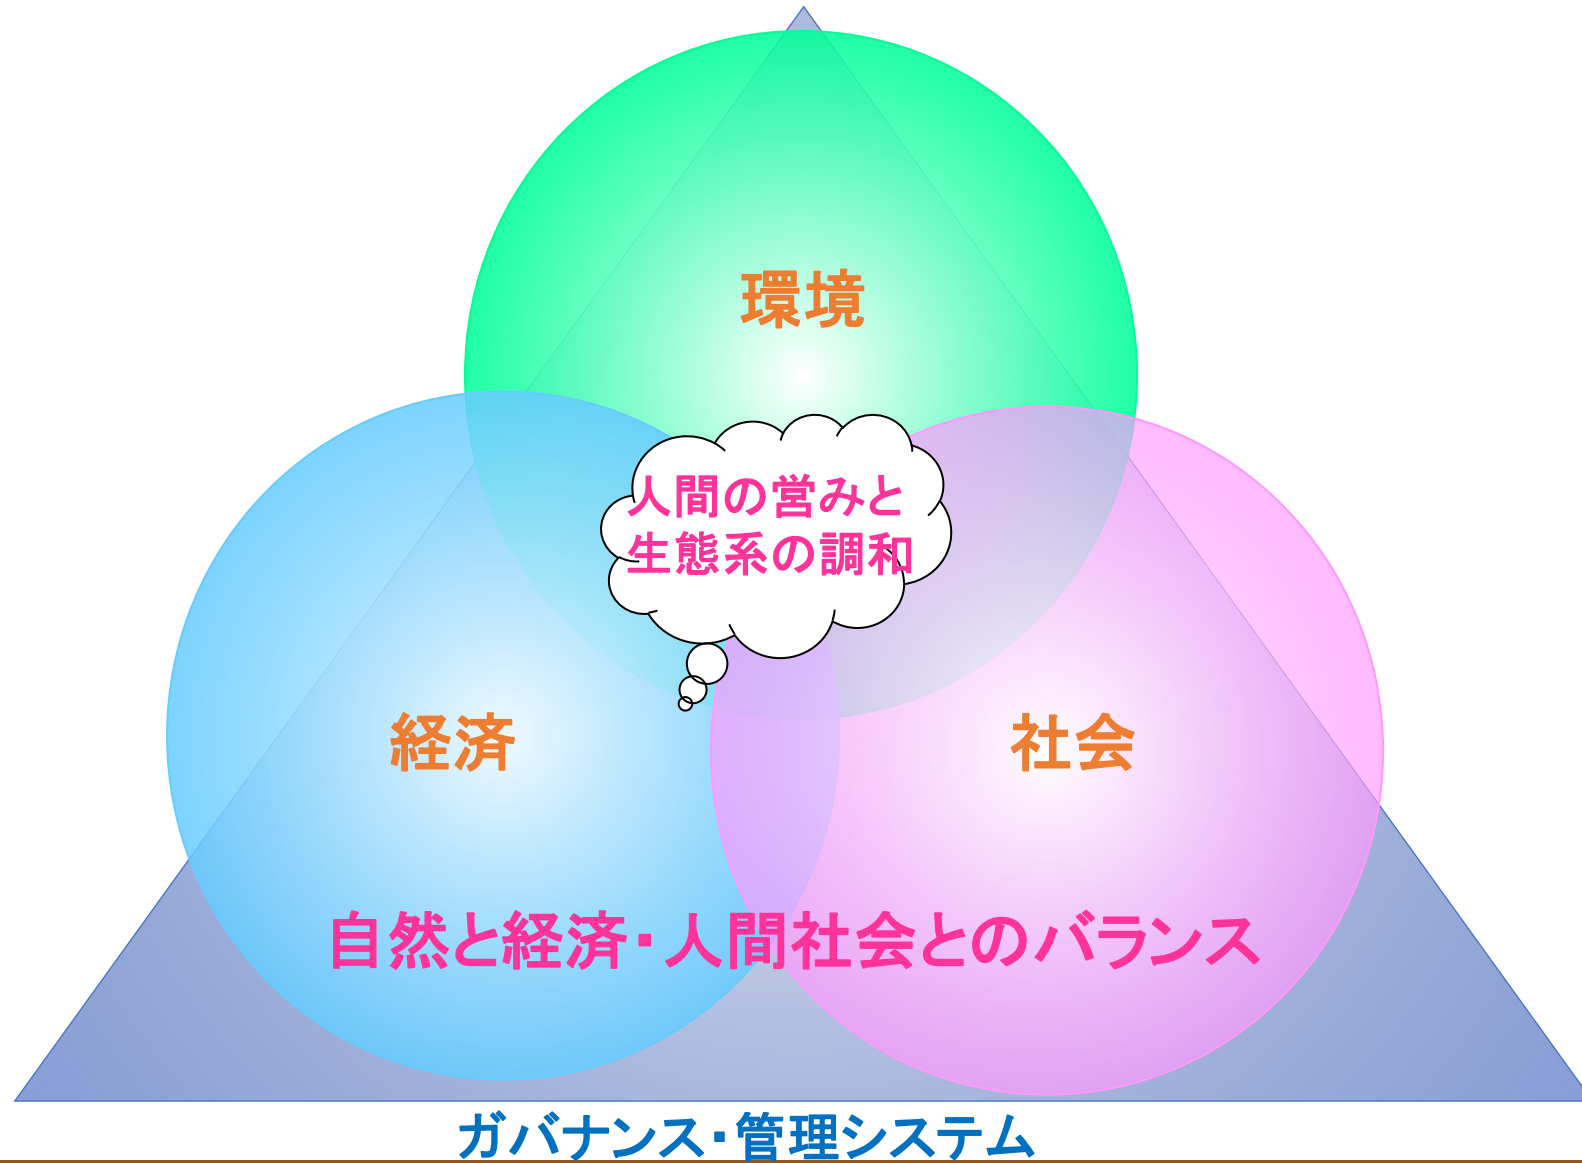 環境
人間の営みと
生態系の調和
経済
社会
自然と経済・人間社会とのバランス
ガバナンス・管理システム